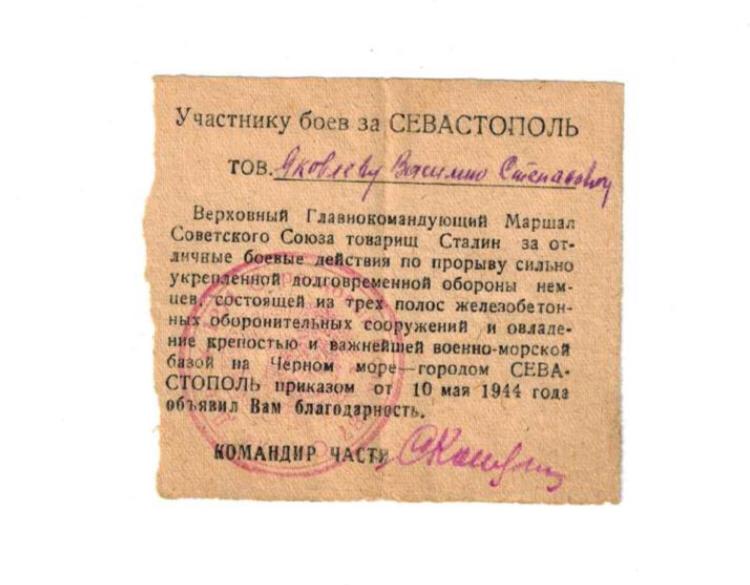 Участнику боев за СЕВАСТОПОЛЬ
тов. Яковлеву Василию Степановичу
Верховный Главнокомандующий Маршал
Советского Союза товарищ Сталин за от-
личные боевые действия по прорыву сильно
укрепленной долговременной обороны нем-
цев, состоящей из трех полос железобетон-
ных оборонительных сооружений и овладе-
ние крепостью и важнейшей военно-морской
базой на Черном море—городом СЕВА-
СТОПОЛЬ приказом от 10 мая 1944 года
объявил Вам благодарность.
КОМАНДИР ЧАСТИ